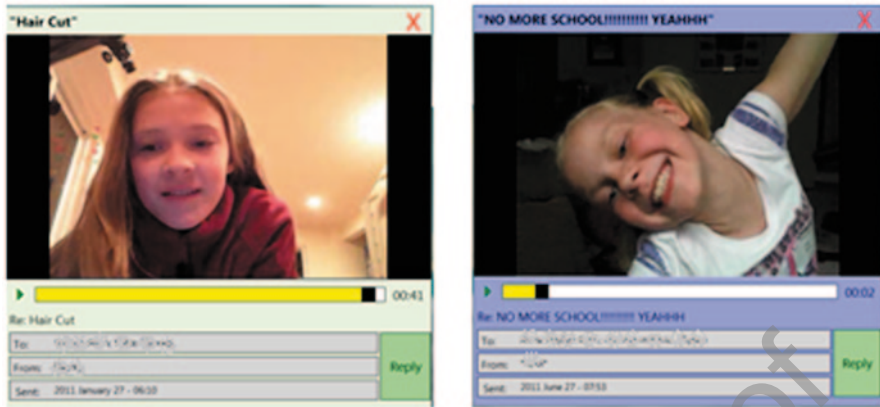 "Hair Cut" X
00:41
Re: Hair Cut
To:
From:
Reply
Sent: 2011 January 27 - 06:10
"NO MORE SCHOOL!!!!!!!!!! YEAHHH" X
00:02
Re: NO MORE SCHOOL!!!!!!!!!! YEAHHH
To:
From:
Reply
Sent: 2011 June 27 - 07:53
of